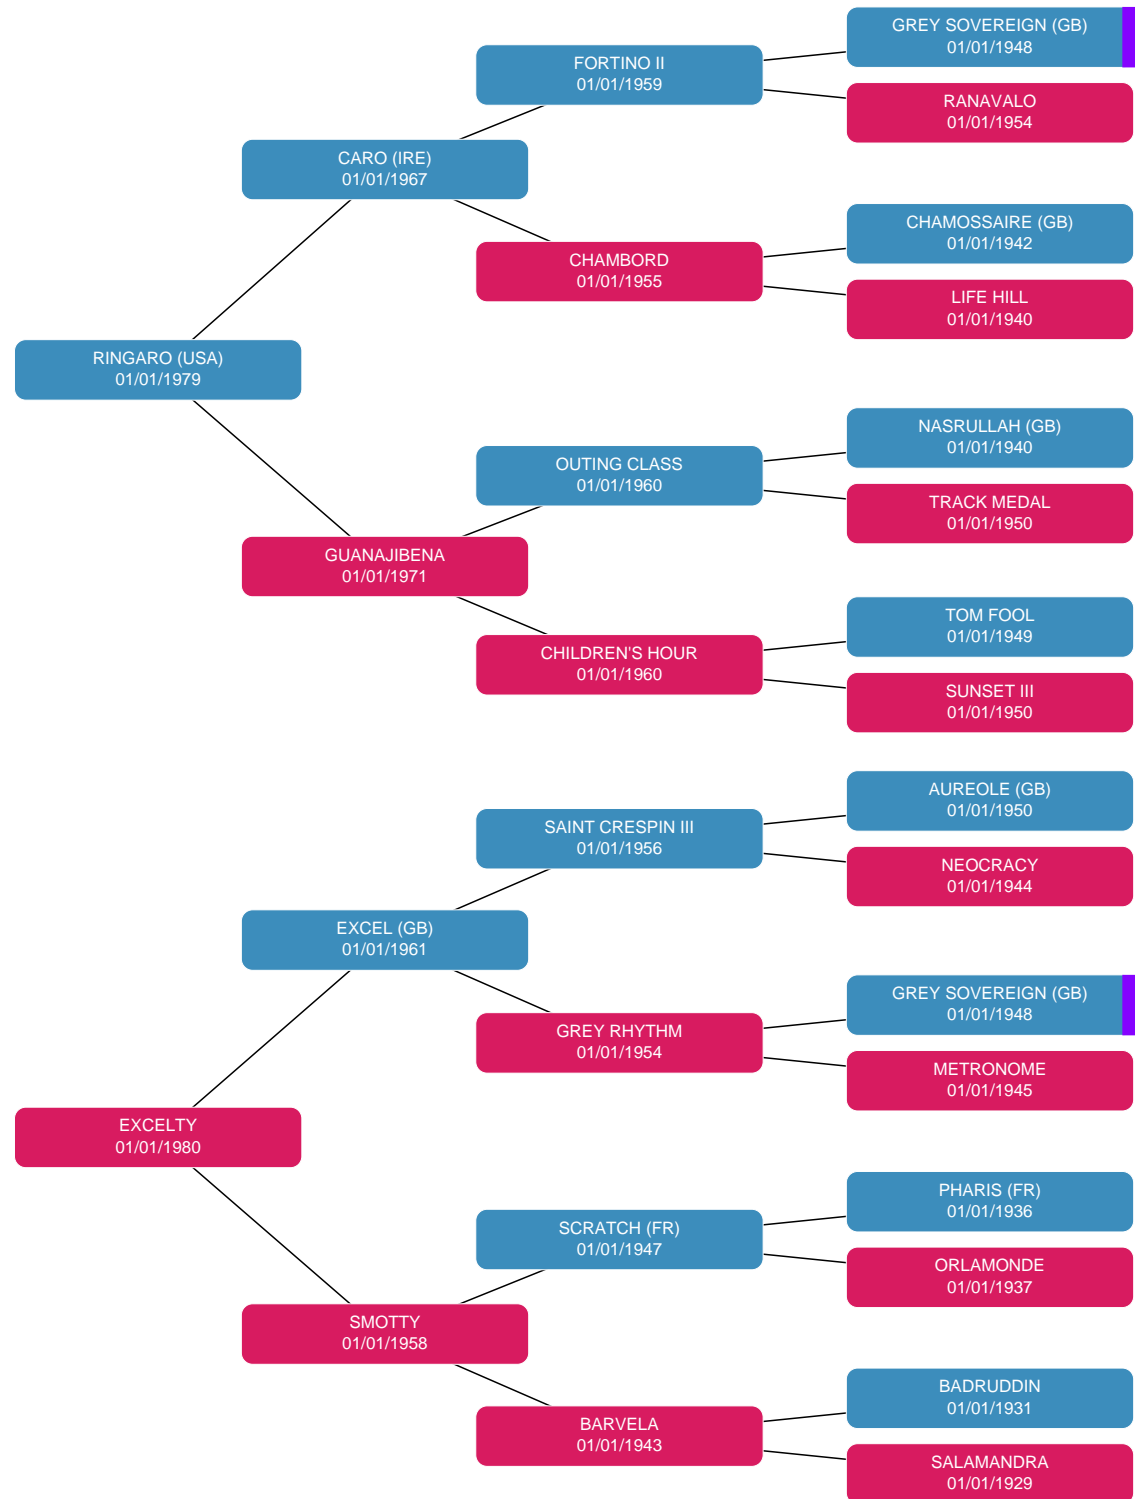 GREY SOVEREIGN (GB)
01/01/1948
FORTINO II
01/01/1959
RANAVALO
01/01/1954
CARO (IRE)
01/01/1967
CHAMOSSAIRE (GB)
01/01/1942
CHAMBORD
01/01/1955
LIFE HILL
01/01/1940
RINGARO (USA)
01/01/1979
NASRULLAH (GB)
01/01/1940
OUTING CLASS
01/01/1960
TRACK MEDAL
01/01/1950
GUANAJIBENA
01/01/1971
TOM FOOL
01/01/1949
CHILDREN'S HOUR
01/01/1960
SUNSET III
01/01/1950
AUREOLE (GB)
01/01/1950
SAINT CRESPIN III
01/01/1956
NEOCRACY
01/01/1944
EXCEL (GB)
01/01/1961
GREY SOVEREIGN (GB)
01/01/1948
GREY RHYTHM
01/01/1954
METRONOME
01/01/1945
EXCELTY
01/01/1980
PHARIS (FR)
01/01/1936
SCRATCH (FR)
01/01/1947
ORLAMONDE
01/01/1937
SMOTTY
01/01/1958
BADRUDDIN
01/01/1931
BARVELA
01/01/1943
SALAMANDRA
01/01/1929